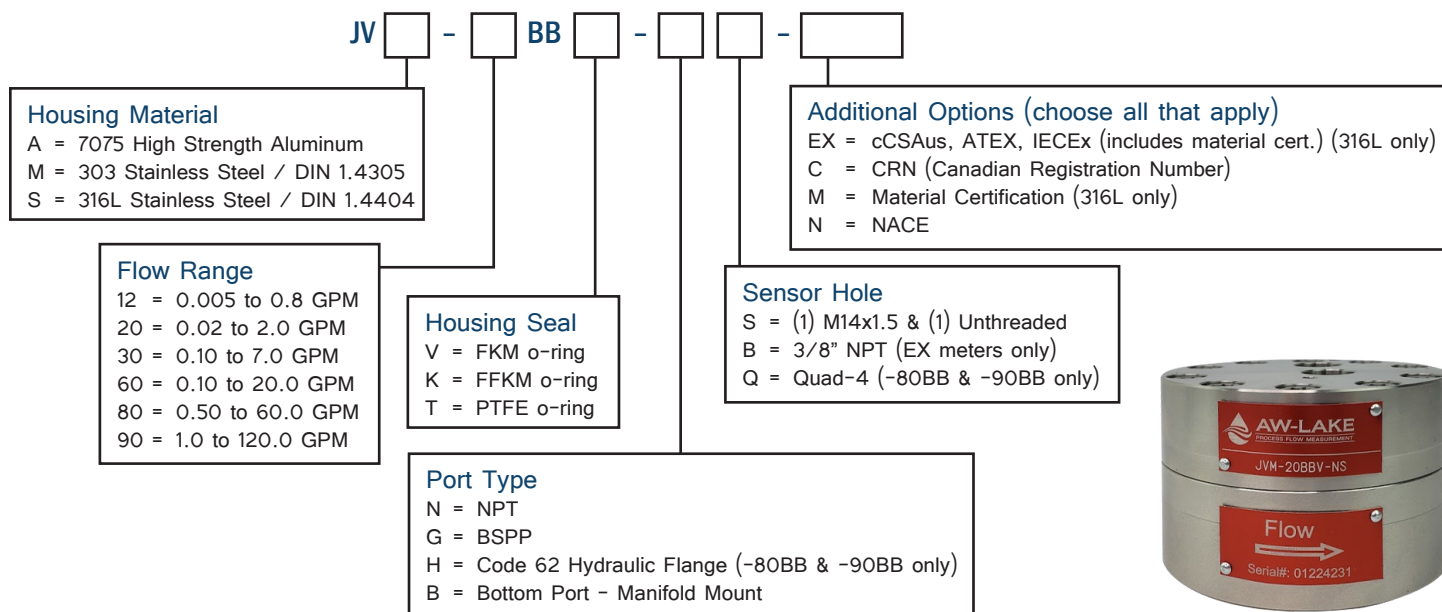 JV - BB - -
Housing Material
A = 7075 High Strength Aluminum
M = 303 Stainless Steel / DIN 1.4305
S = 316L Stainless Steel / DIN 1.4404
Additional Options (choose all that apply)
EX = cCSAus, ATEX, IECEx (includes material cert.) (316L only)
C = CRN (Canadian Registration Number)
M = Material Certification (316L only)
N = NACE
Flow Range
12 = 0.005 to 0.8 GPM
20 = 0.02 to 2.0 GPM
30 = 0.10 to 7.0 GPM
60 = 0.10 to 20.0 GPM
80 = 0.50 to 60.0 GPM
90 = 1.0 to 120.0 GPM
Housing Seal
V = FKM o-ring
K = FFKM o-ring
T = PTFE o-ring
Sensor Hole
S = (1) M14x1.5 & (1) Unthreaded
B = 3/8" NPT (EX meters only)
Q = Quad-4 (-80BB & -90BB only)
Port Type
N = NPT
G = BSPP
H = Code 62 Hydraulic Flange (-80BB & -90BB only)
B = Bottom Port - Manifold Mount
AW-LAKE
PROCESS FLOW MEASUREMENT
JVM-20BBV-NS
Flow
Serial#: 01224231